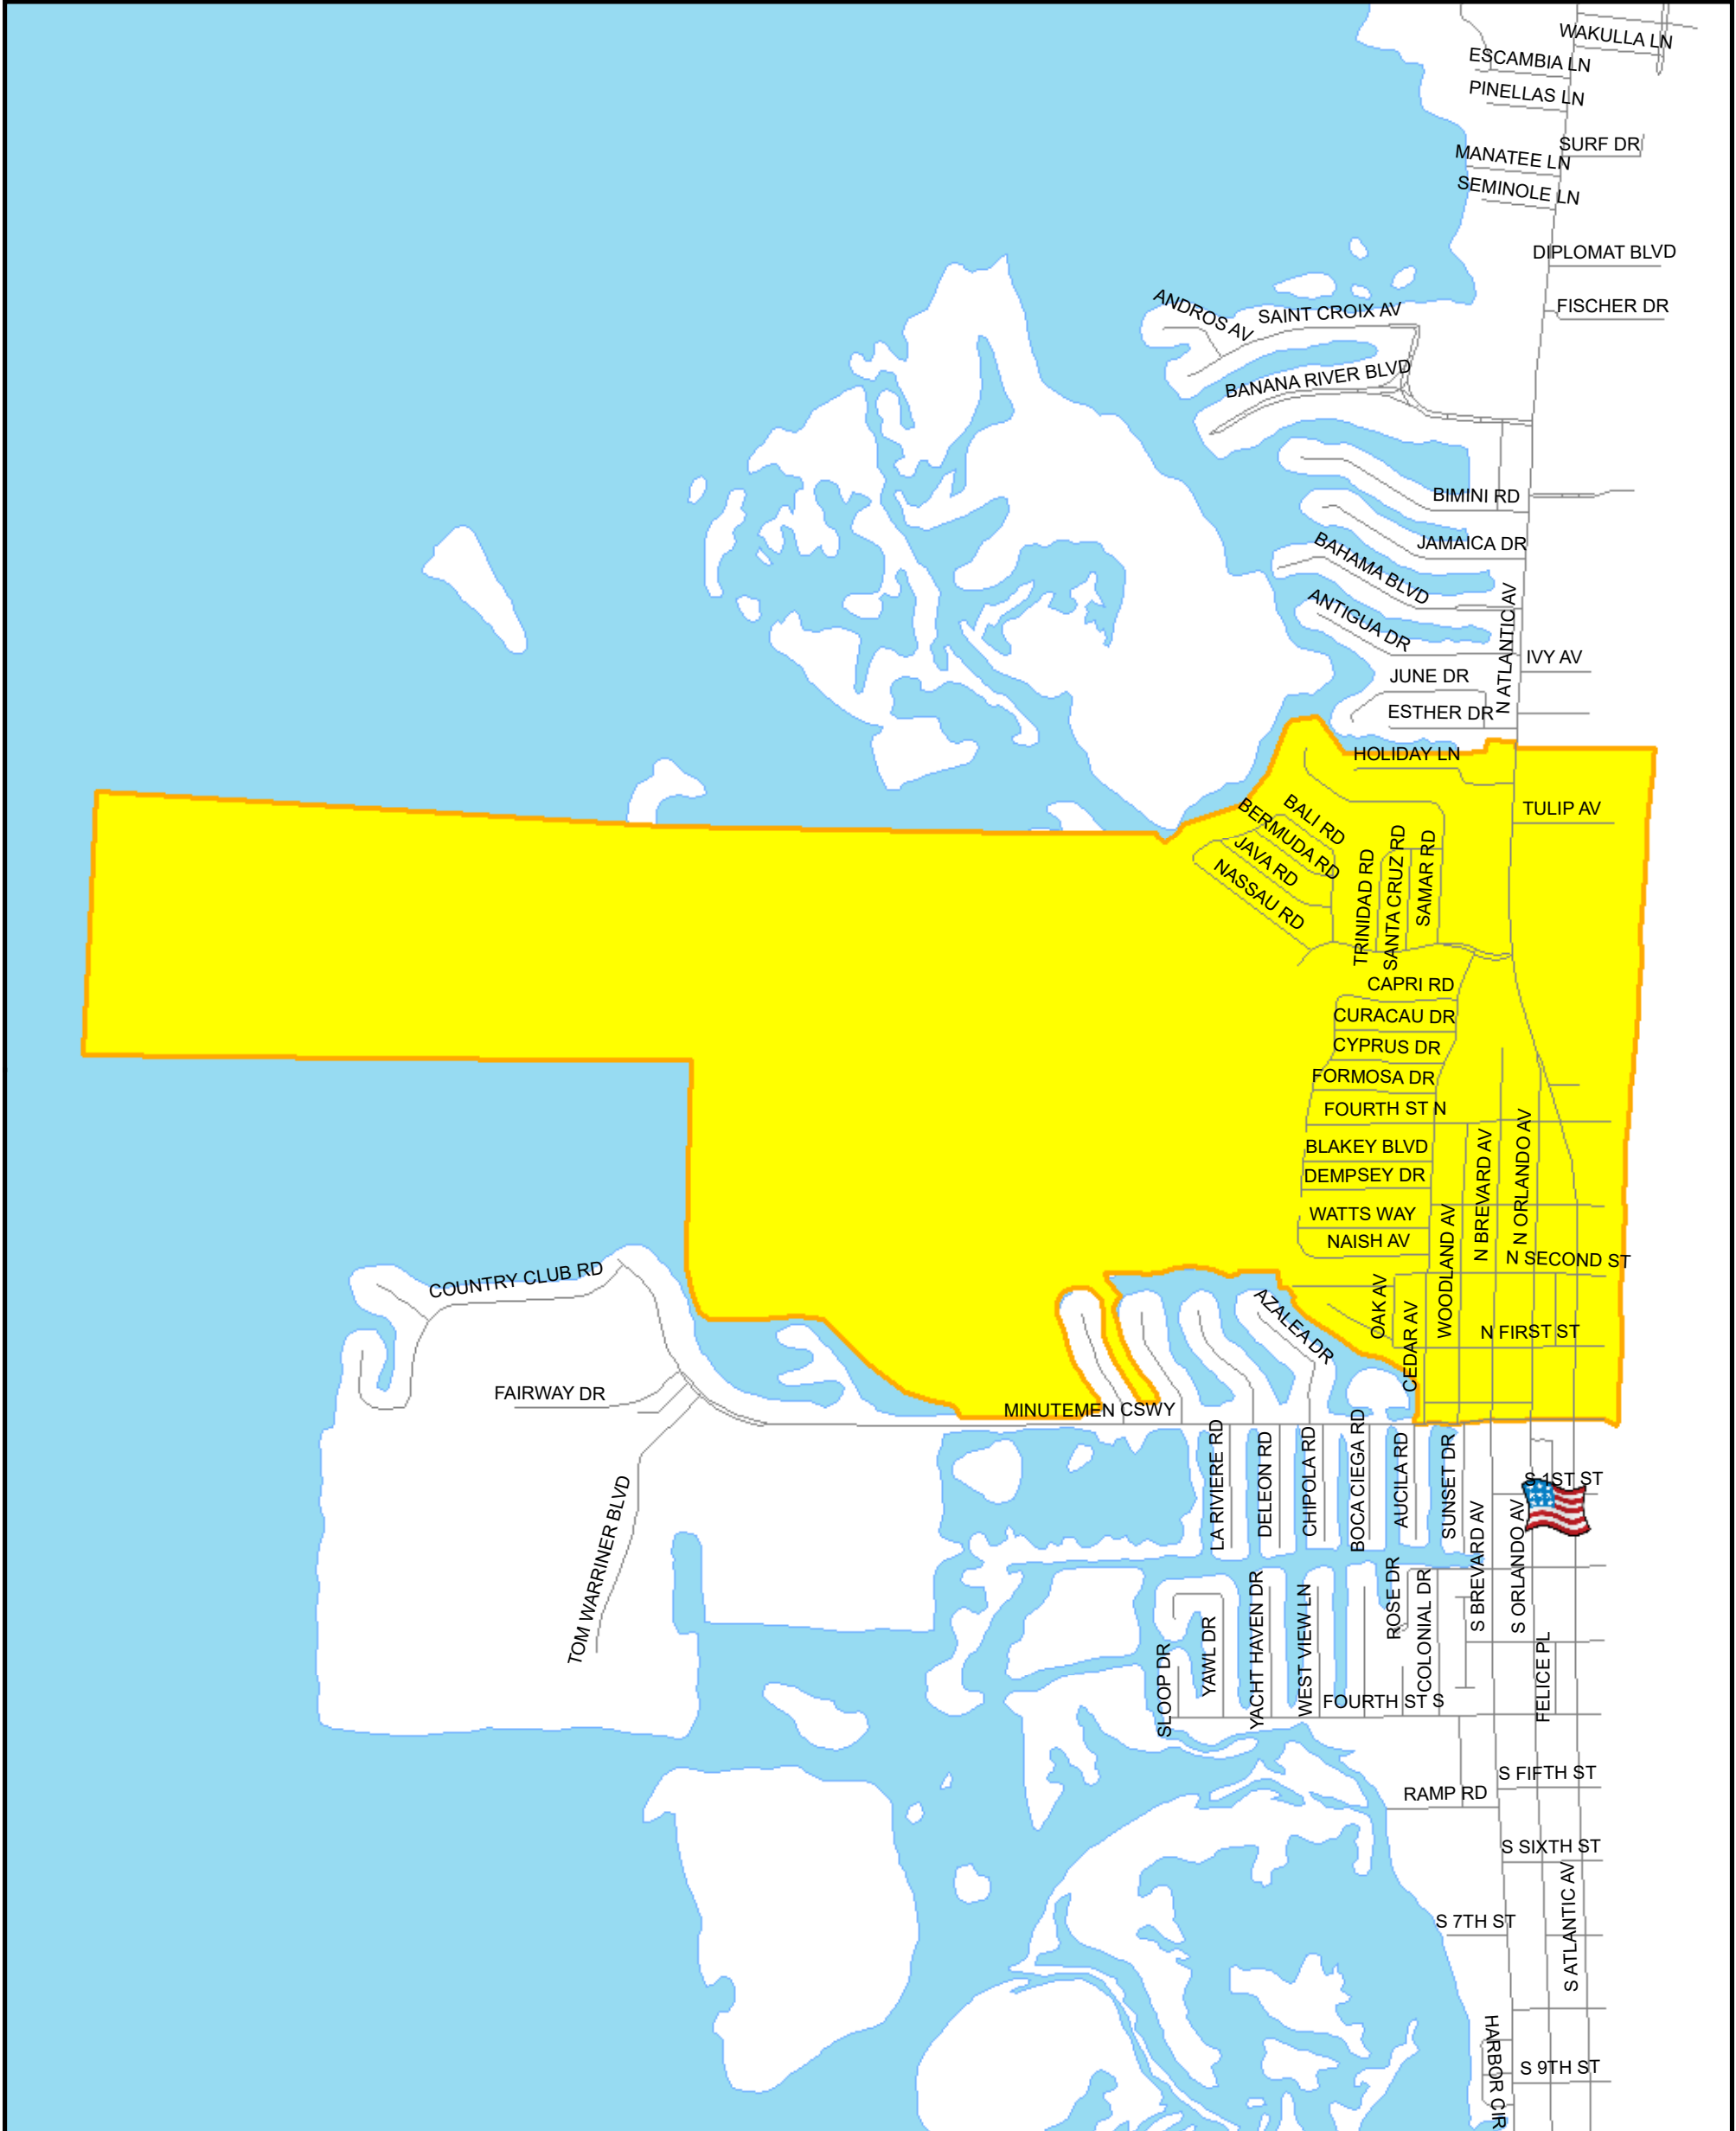 WAKULLA LN
ESCAMBIA LN
PINELLAS LN
SURF DR
MANATEE LN
SEMINOLE LN
DIPLOMAT BLVD
FISCHER DR
ANDROS AV
SAINT CROIX AV
BANANA RIVER BLVD
BIMINI RD
JAMAICA DR
BAHAMA BLVD
ANTIGUA DR
N ATLANTIC AV
IVY AV
JUNE DR
ESTHER DR
HOLIDAY LN
TULIP AV
BALI RD
BERMUDA RD
JAVA RD
NASSAU RD
TRINIDAD RD
SANTA CRUZ RD
SAMAR RD
CAPRI RD
CURACAU DR
CYPRUS DR
FORMOSA DR
FOURTH ST N
BLAKEY BLVD
DEMPSEY DR
WATTS WAY
NAISH AV
WOODLAND AV
N BREVARD AV
N ORLANDO AV
N SECOND ST
COUNTRY CLUB RD
AZALEA DR
OAK AV
CEDAR AV
N FIRST ST
FAIRWAY DR
MINUTEMEN CSWY
LA RIVIERE RD
DELEON RD
CHIPOLA RD
BOCA CIEGA RD
AUCILA RD
SUNSET DR
S 1ST ST
S BREVARD AV
S ORLANDO AV
TOM WARRINER BLVD
SLOOP DR
YAWL DR
YACHT HAVEN DR
WEST VIEW LN
ROSE DR
COLONIAL DR
FELICE PL
FOURTH ST S
S FIFTH ST
RAMP RD
S SIXTH ST
S ATLANTIC AV
S 7TH ST
HARBOR CIR
S 9TH ST